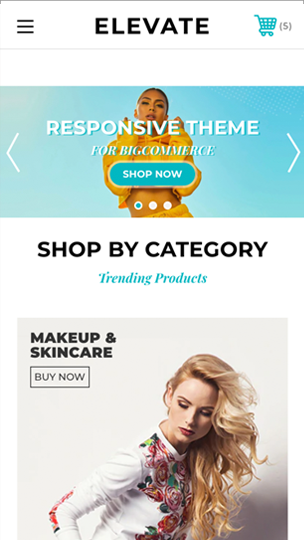 ELEVATE
(5)
RESPONSIVE THEME
FOR BIGCOMMERCE
SHOP NOW
SHOP BY CATEGORY
Trending Products
MAKEUP &
SKINCARE
BUY NOW